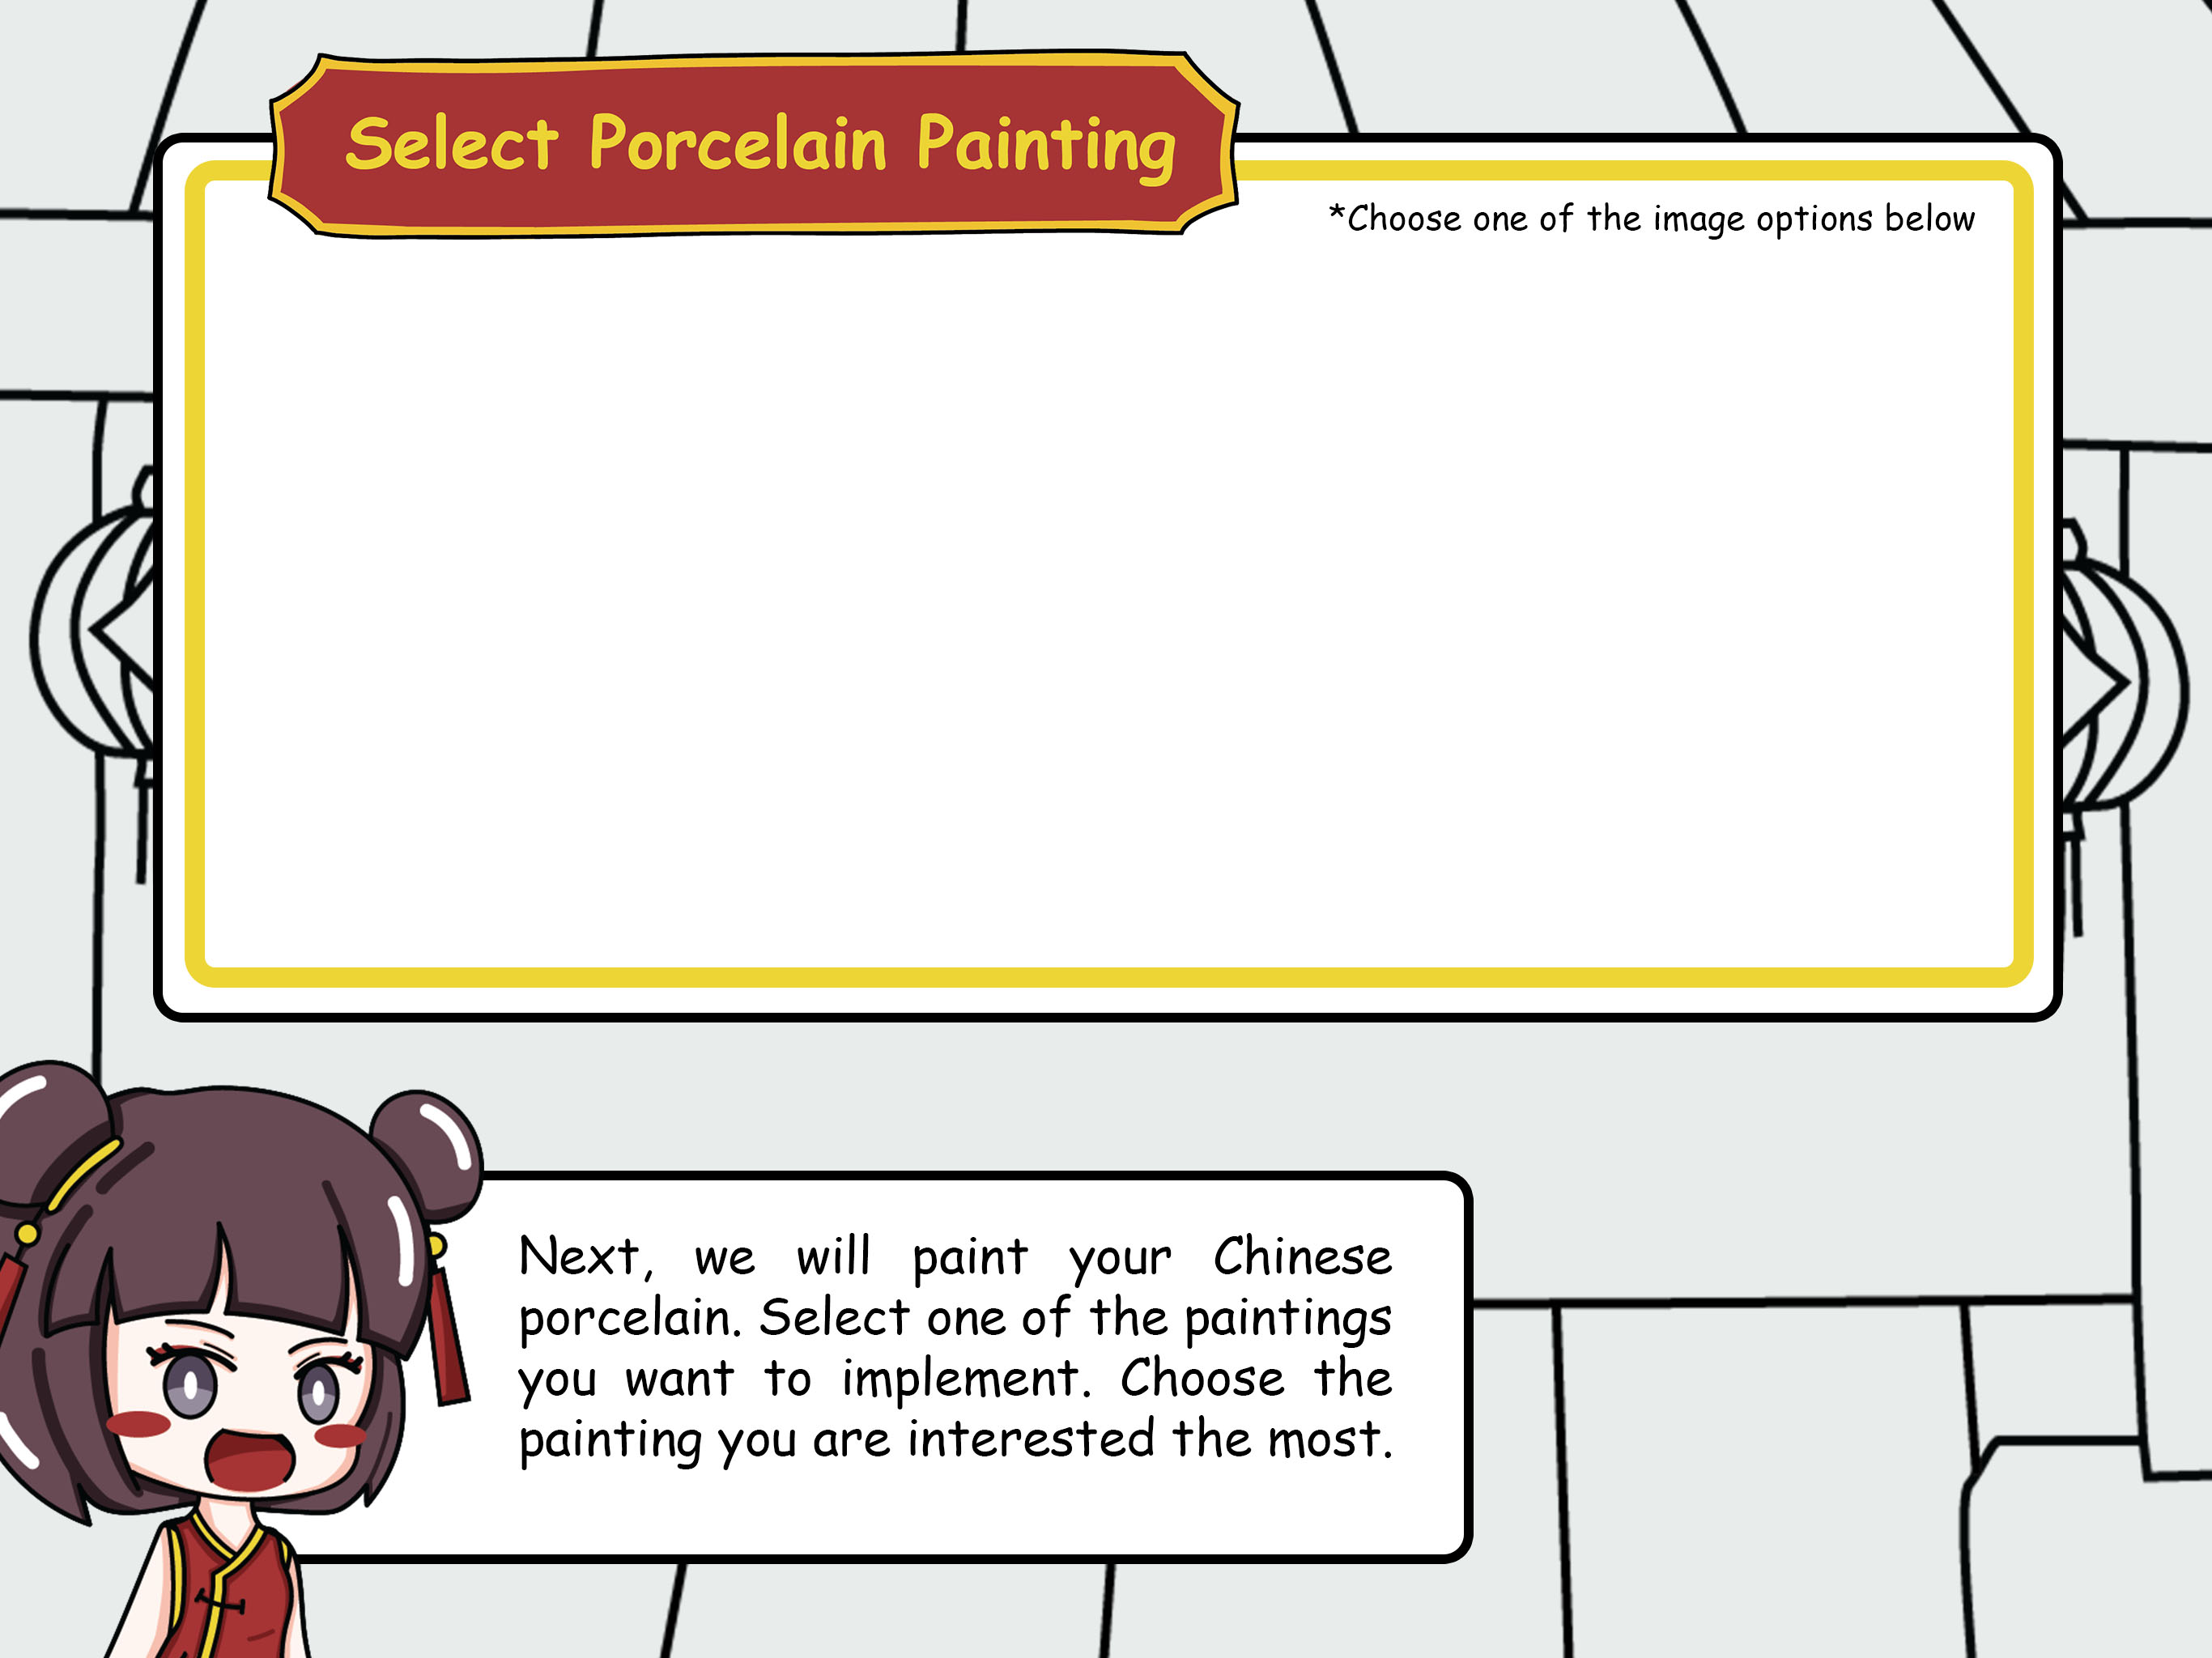 Select Porcelain Painting
*Choose one of the image options below
Next, we will paint your Chinese
porcelain. Select one of the paintings
you want to implement. Choose the
painting you are interested the most.